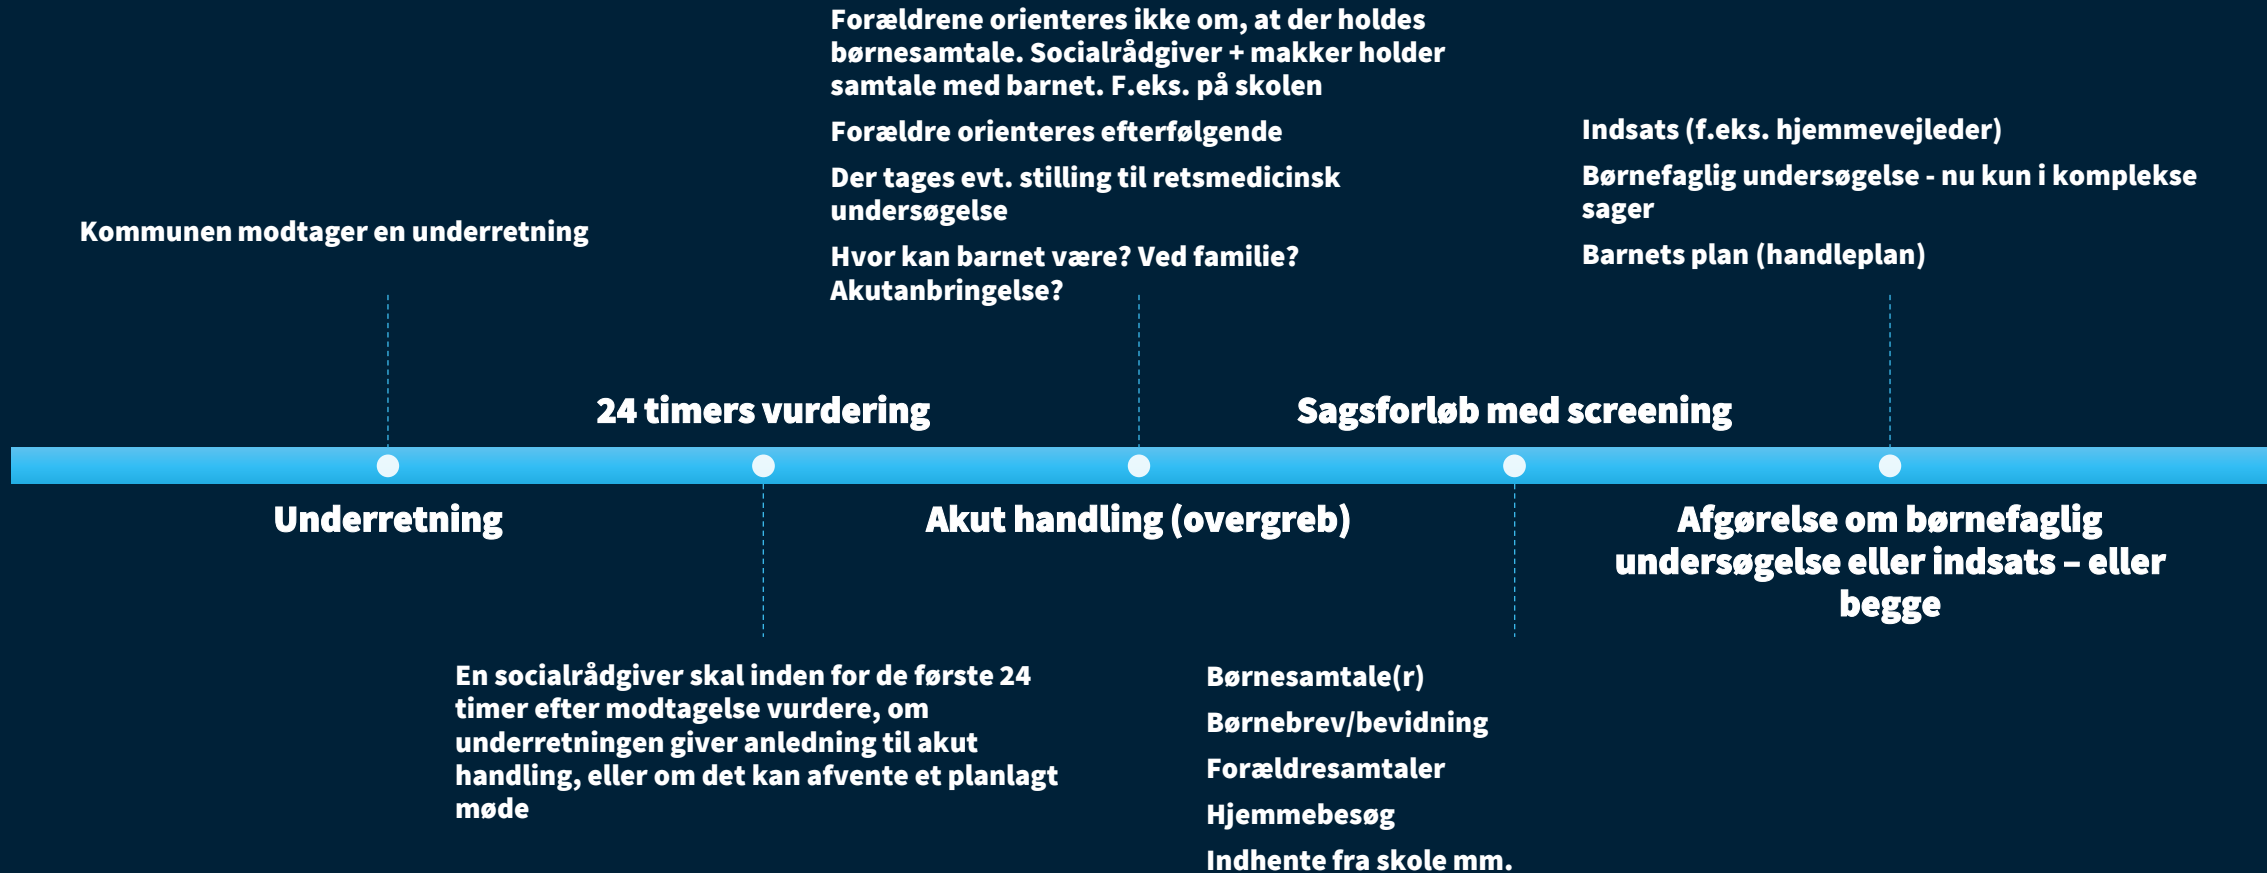 Kommunen modtager en underretning
Underretning
24 timers vurdering
En socialrådgiver skal inden for de første 24
timer efter modtagelse vurdere, om
underretningen giver anledning til akut
handling, eller om det kan afvente et planlagt
møde
Forældrene orienteres ikke om, at der holdes
børnesamtale. Socialrådgiver + makker holder
samtale med barnet. F.eks. på skolen
Forældre orienteres efterfølgende
Der tages evt. stilling til retsmedicinsk
undersøgelse
Hvor kan barnet være? Ved familie?
Akutanbringelse?
Akut handling (overgreb)
Sagsforløb med screening
Børnesamtale(r)
Børnebrev/bevidning
Forældresamtaler
Hjemmebesøg
Indhente fra skole mm.
Indsats (f.eks. hjemmevejleder)
Børnefaglig undersøgelse - nu kun i komplekse
sager
Barnets plan (handleplan)
Afgørelse om børnefaglig
undersøgelse eller indsats – eller
begge